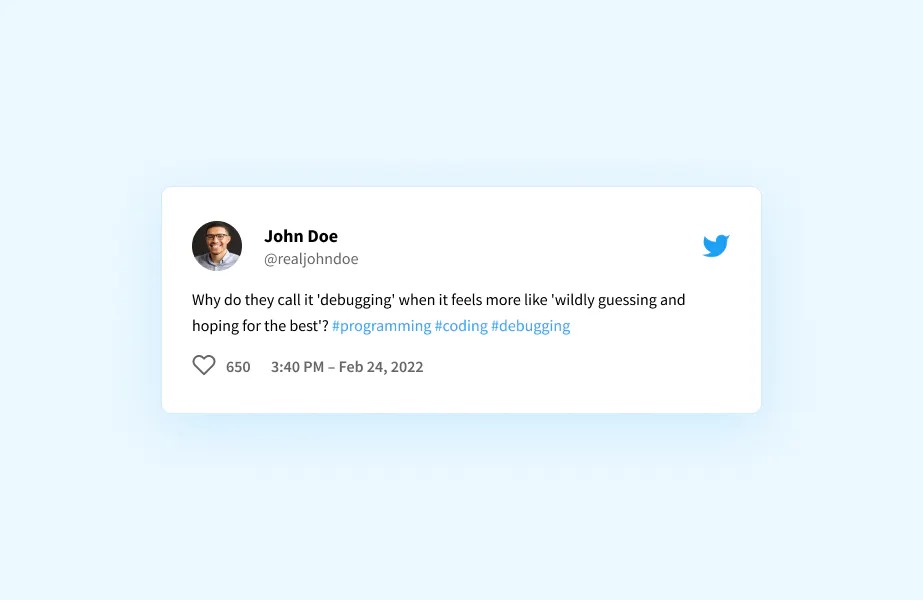 John Doe
@realjohndoe
Why do they call it 'debugging' when it feels more like 'wildly guessing and
hoping for the best'? #programming #coding #debugging
650 3:40 PM – Feb 24, 2022